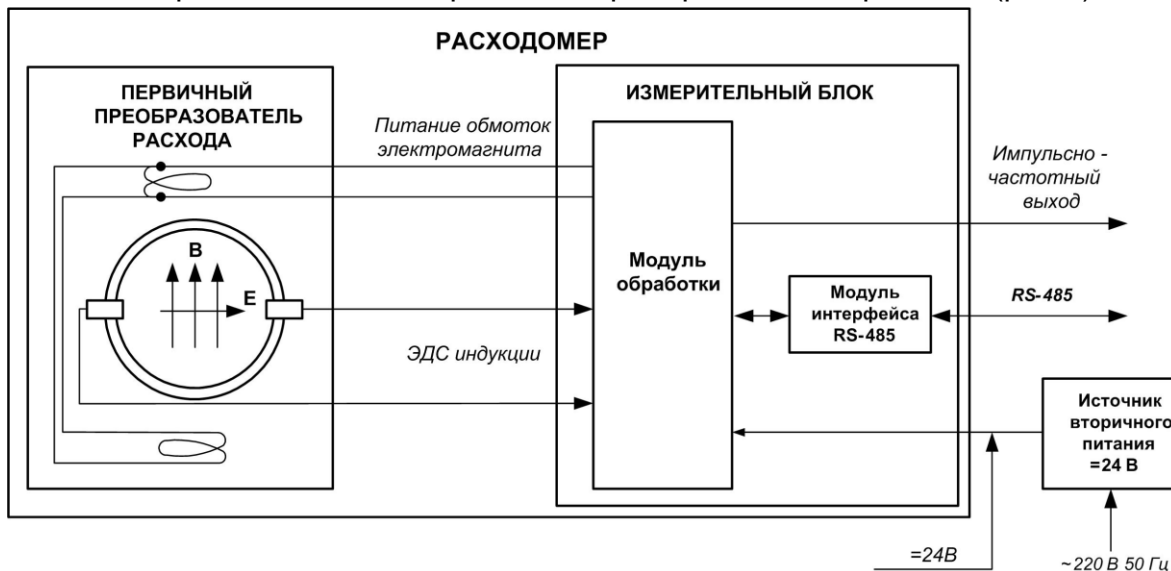 РАСХОДОМЕР
ПЕРВИЧНЫЙ
ПРЕОБРАЗОВАТЕЛЬ
РАСХОДА
Питание обмоток
электромагнита
ИЗМЕРИТЕЛЬНЫЙ БЛОК
Импульсно -
частотный
выход
B
E
Модуль
обработки
Модуль
интерфейса
RS-485
RS-485
ЭДС индукции
Источник
вторичного
питания
=24 В
=24В
~220 В 50 Гц